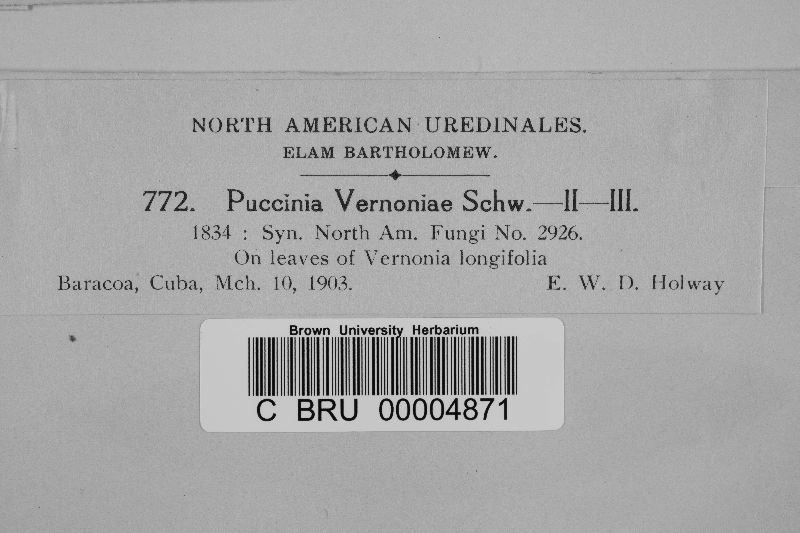 NORTH AMERICAN UREDINALES.
ELAM BARTHOLOMEW.
772. Puccinia Vernoniae Schw.—II—III.
1834 : Syn. North Am. Fungi No. 2926.
On leaves of Vernonia longifolia
Baracoa, Cuba, Mch. 10, 1903. E. W. D. Holway
Brown University Herbarium
C BRU 00004871